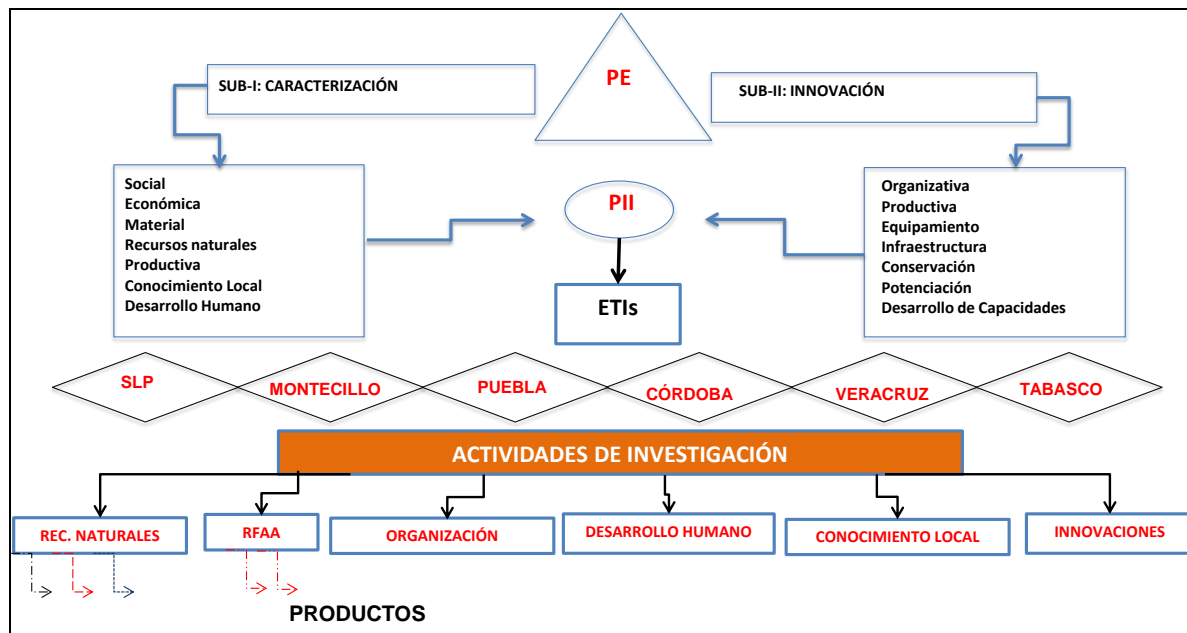 PE
SUB-I: CARACTERIZACIÓN
SUB-II: INNOVACIÓN
Social
Económica
Material
Recursos naturales
Productiva
Conocimiento Local
Desarrollo Humano
PII
ETIs
Organizativa
Productiva
Equipamiento
Infraestructura
Conservación
Potenciación
Desarrollo de Capacidades
SLP
MONTECILLO
PUEBLA
CÓRDOBA
VERACRUZ
TABASCO
ACTIVIDADES DE INVESTIGACIÓN
REC. NATURALES
RFAA
ORGANIZACIÓN
DESARROLLO HUMANO
CONOCIMIENTO LOCAL
INNOVACIONES
PRODUCTOS